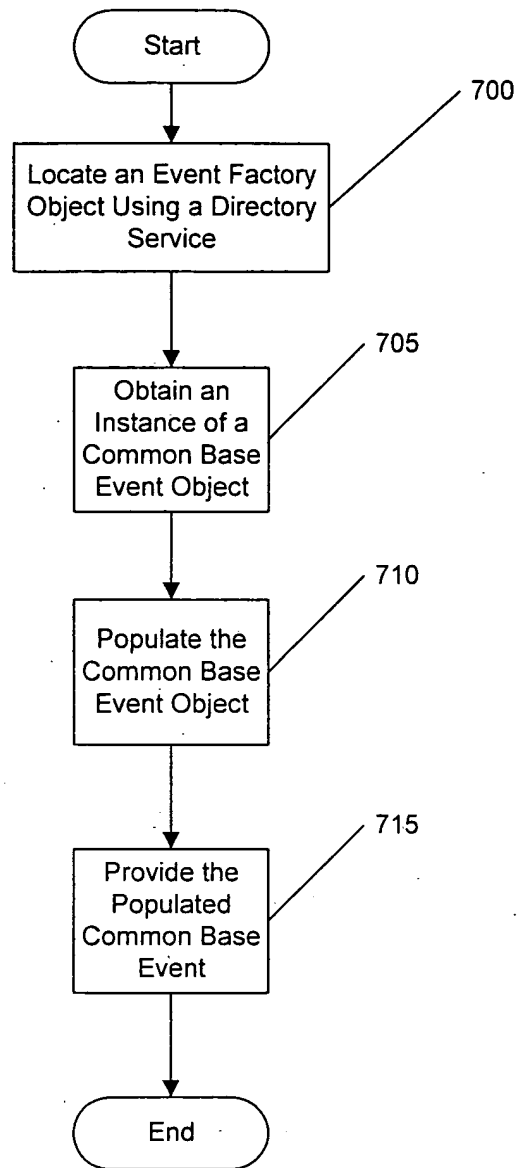 Start
700
Locate an Event Factory
Object Using a Directory
Service
705
Obtain an
Instance of a
Common Base
Event Object
710
Populate the
Common Base
Event Object
715
Provide the
Populated
Common Base
Event
End